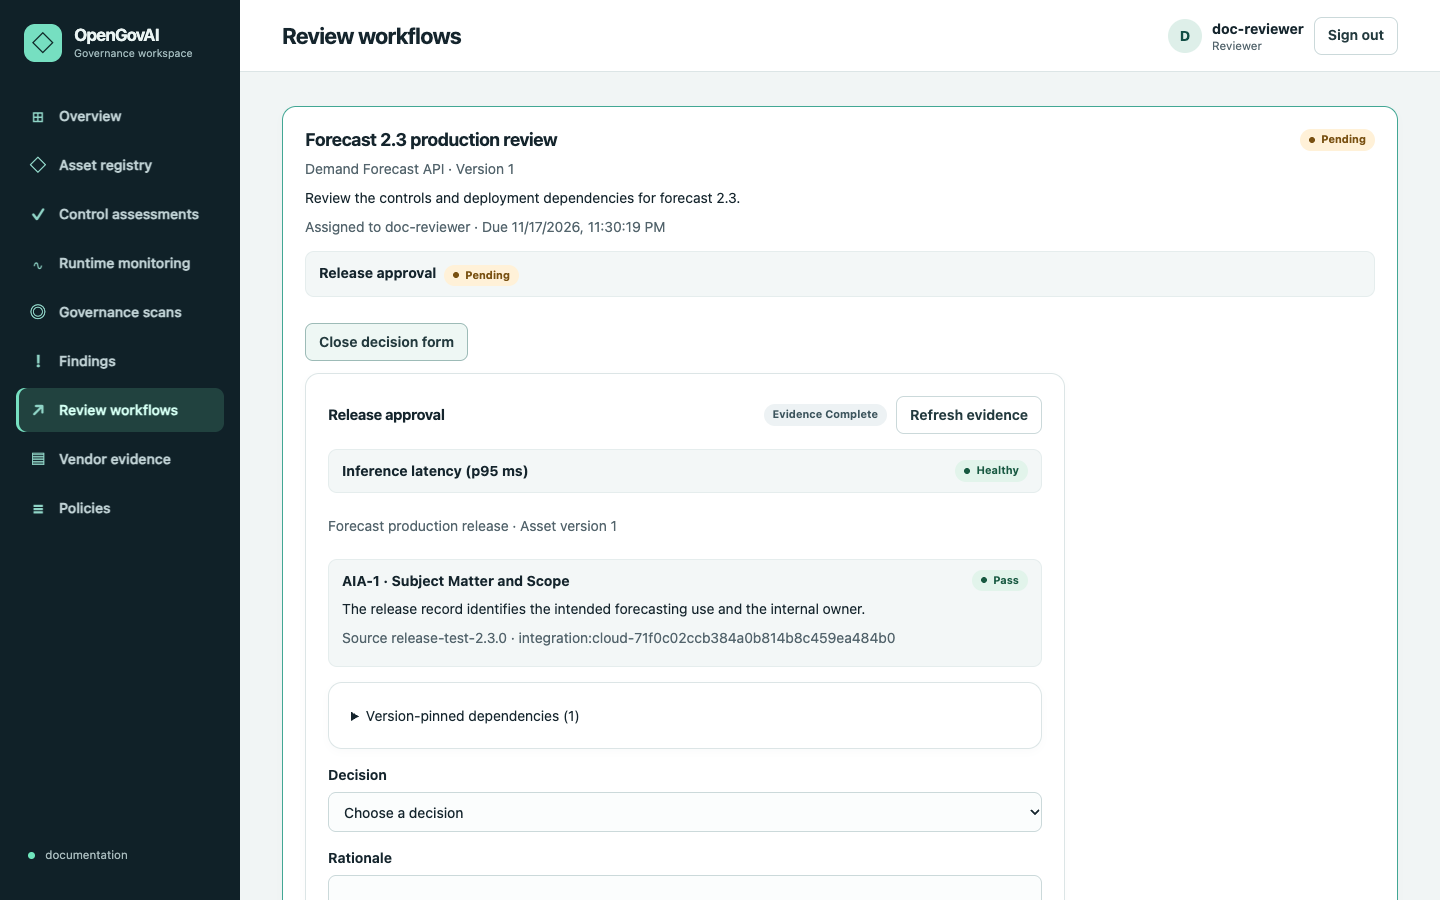 OpenGovAI
Governance workspace
Overview
Asset registry
Control assessments
Runtime monitoring
Governance scans
Findings
Review workflows
Vendor evidence
Policies
documentation
Review workflows
D
doc-reviewer
Reviewer
Sign out
Forecast 2.3 production review
Pending
Demand Forecast API · Version 1
Review the controls and deployment dependencies for forecast 2.3.
Assigned to doc-reviewer · Due 11/17/2026, 11:30:19 PM
Release approval Pending
Close decision form
Release approval
Evidence Complete
Refresh evidence
Inference latency (p95 ms)
Healthy
Forecast production release · Asset version 1
AIA-1 · Subject Matter and Scope
Pass
The release record identifies the intended forecasting use and the internal owner.
Source release-test-2.3.0 · integration:cloud-71f0c02ccb384a0b814b8c459ea484b0
Version-pinned dependencies (1)
Decision
Choose a decision
Rationale